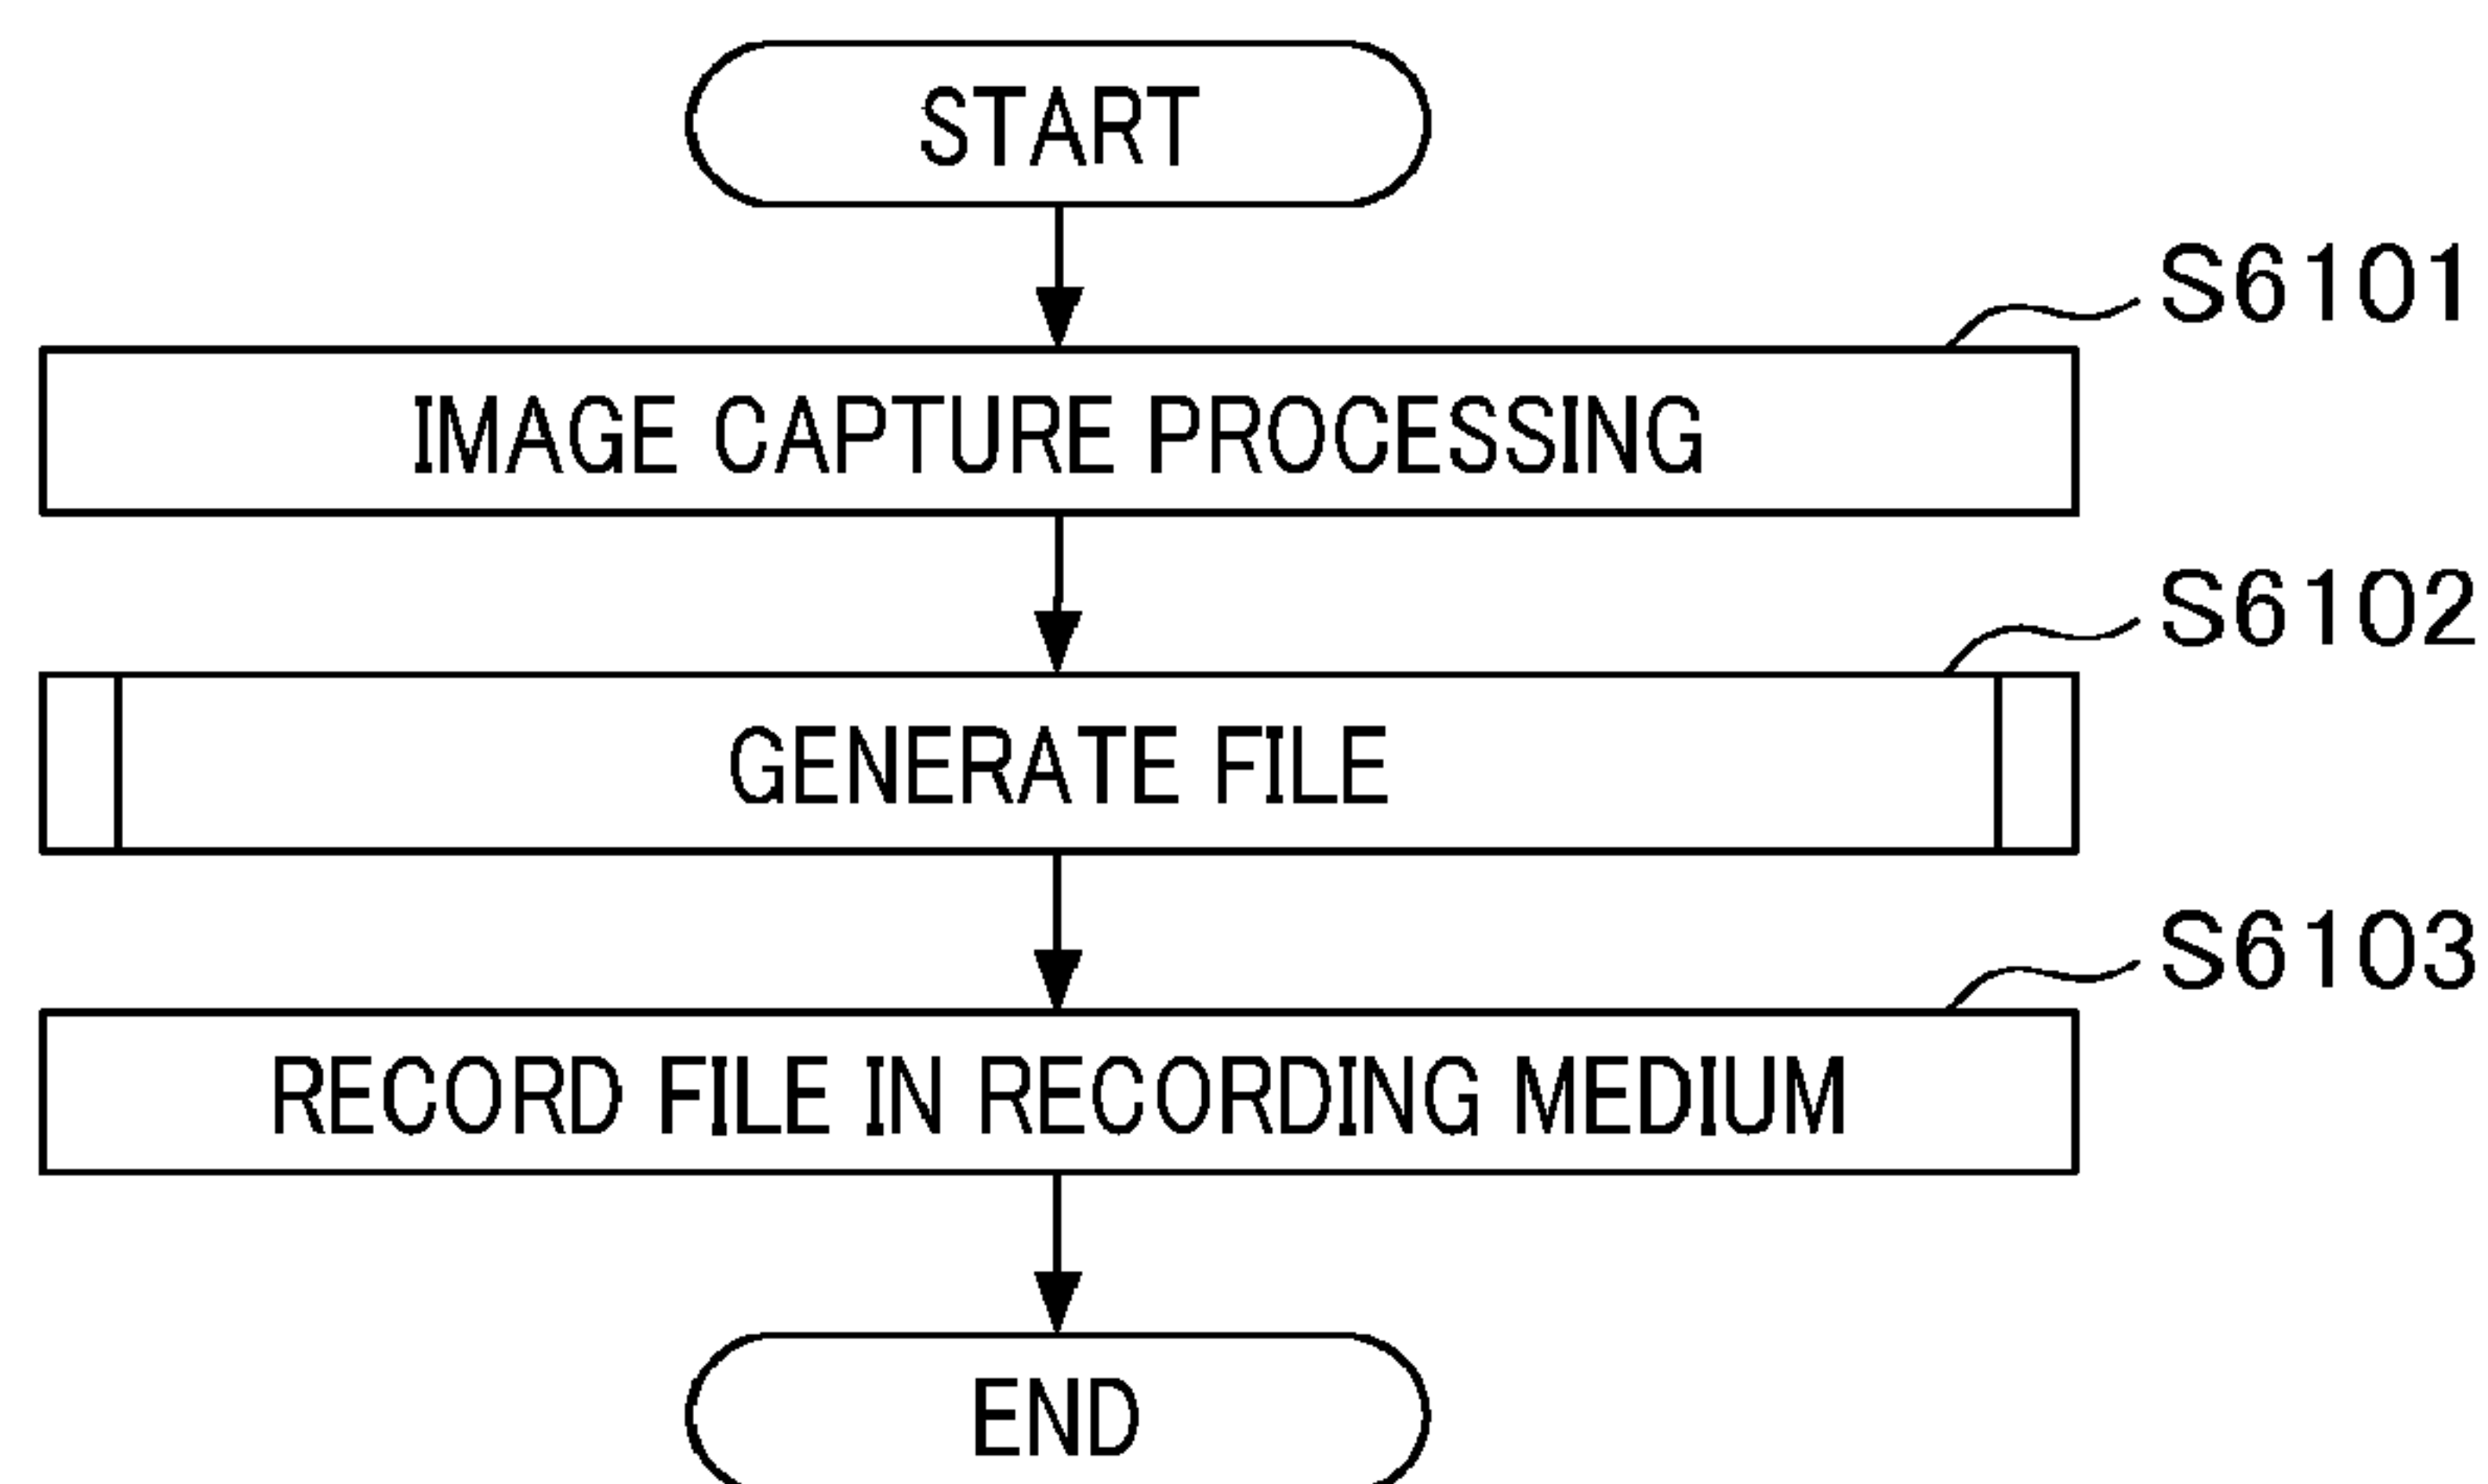 START
S6101
IMAGE CAPTURE PROCESSING
S6102
GENERATE FILE
S6103
RECORD FILE IN RECORDING MEDIUM
END